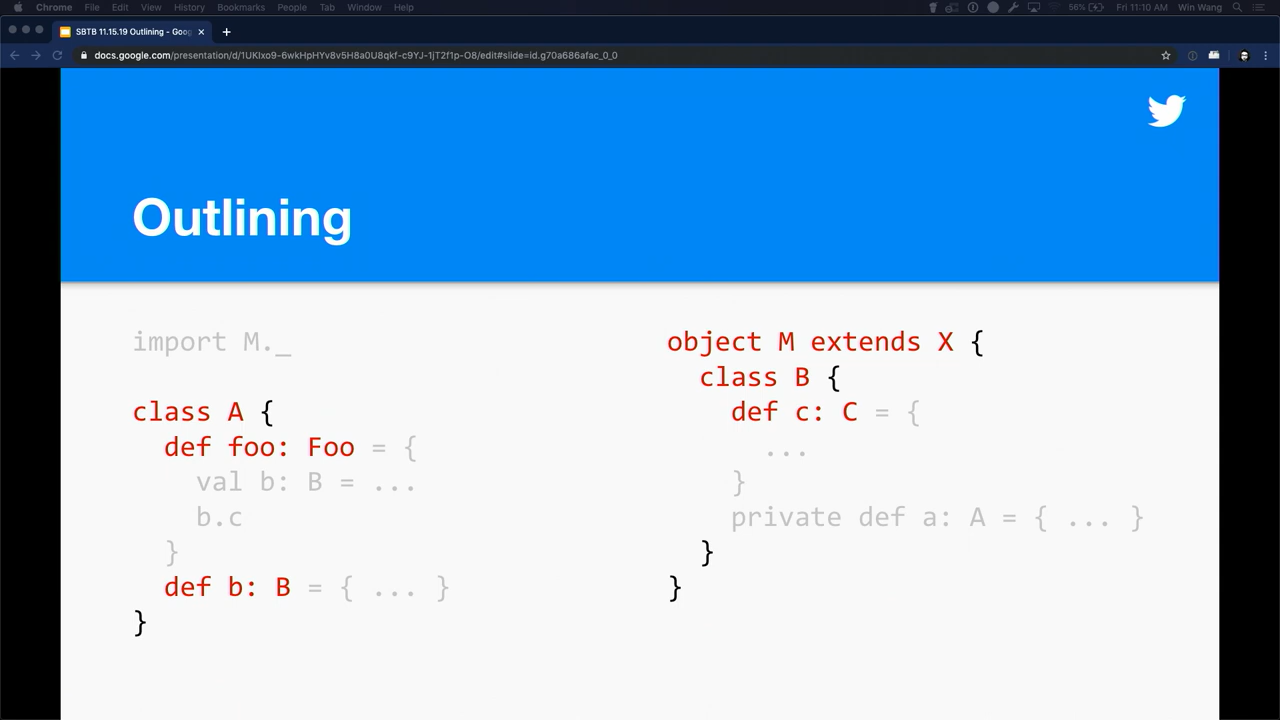 Chrome File Edit View History Bookmarks People Tab Window Help 56% Fri 11:10 AM Win Wang
SBTB 11.15.19 Outlining - Goog
docs.google.com/presentation/d/1UKIxo9-6wkHpHYv8v5H8a0U8qkf-c9YJ-1jT2f1p-O8/edit#slide=id.g70a686afac_0_0
Outlining
import M._
class A {
def foo: Foo = {
val b: B = ...
b.c
}
def b: B = { ... }
}
object M extends X {
class B {
def c: C = {
...
}
private def a: A = { ... }
}
}